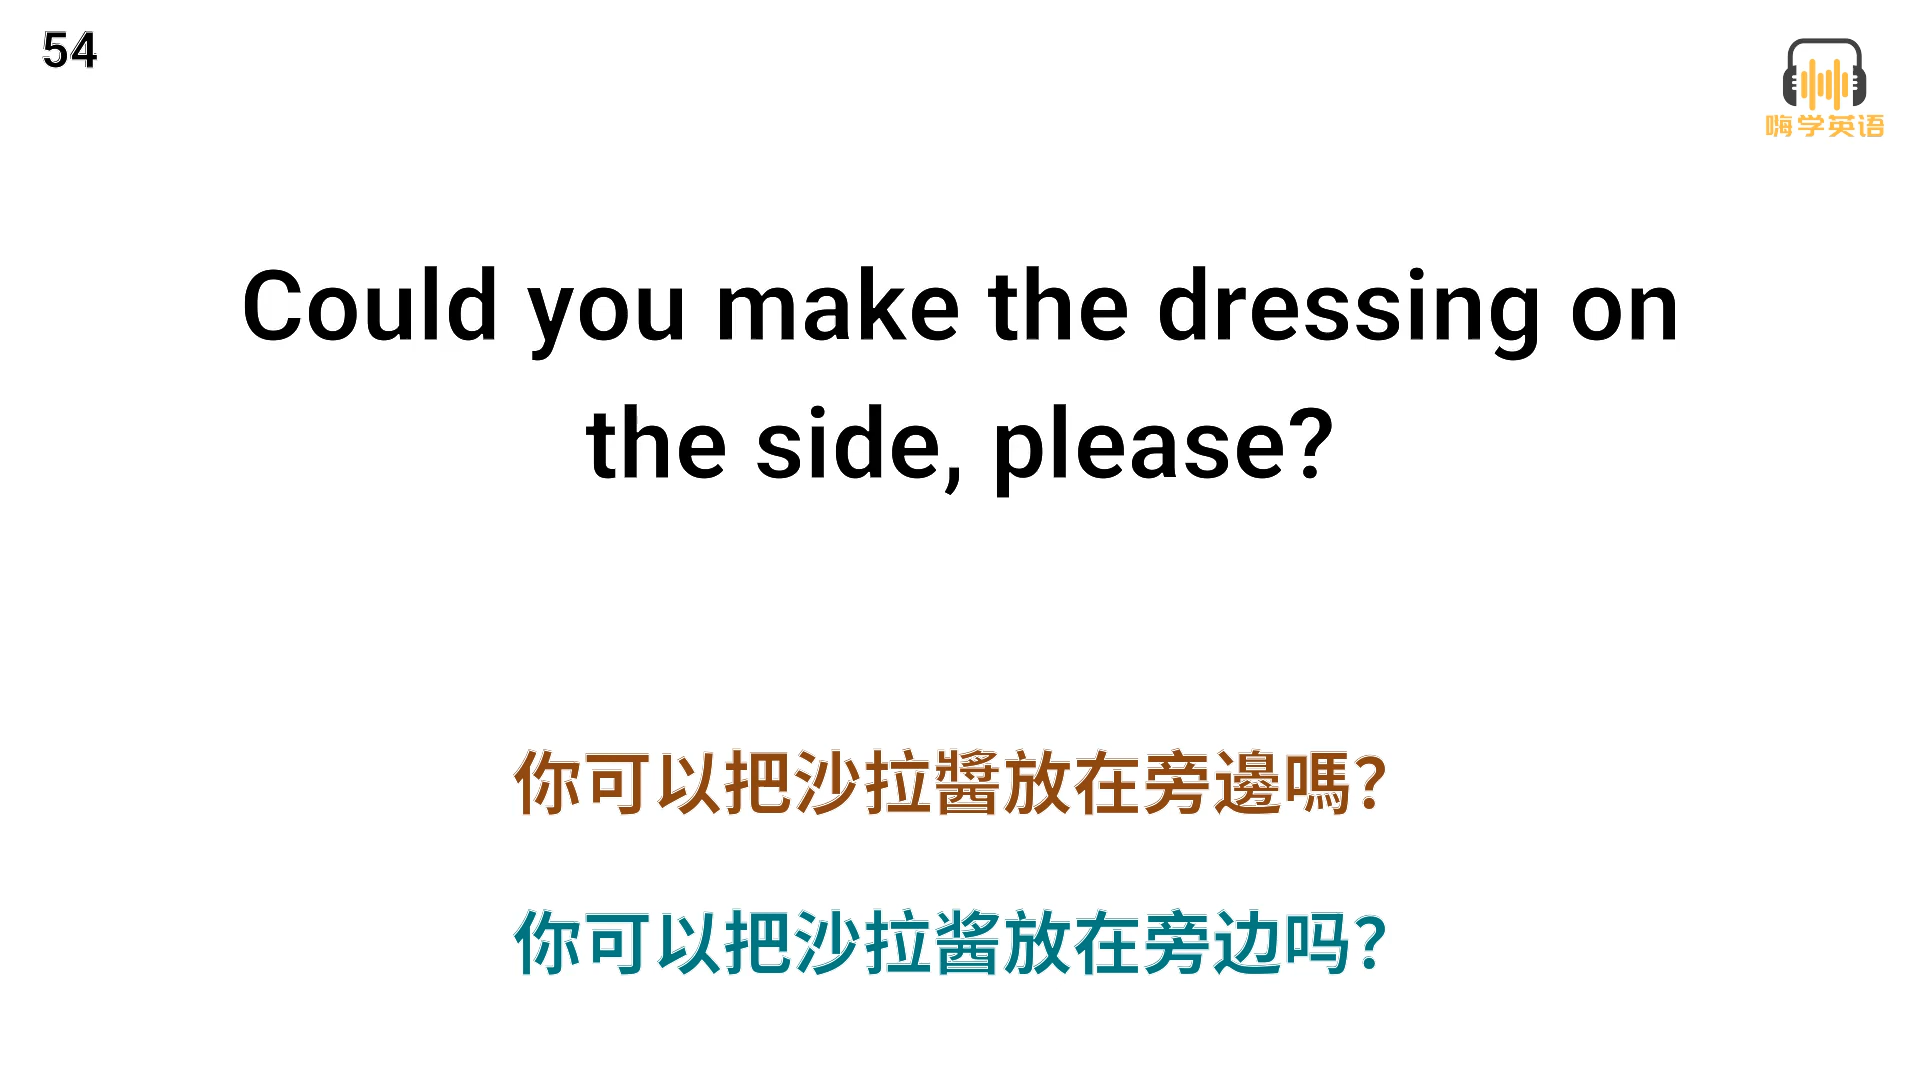 54
嗨学英语
Could you make the dressing on
the side, please?
你可以把沙拉醬放在旁邊嗎?
你可以把沙拉酱放在旁边吗?